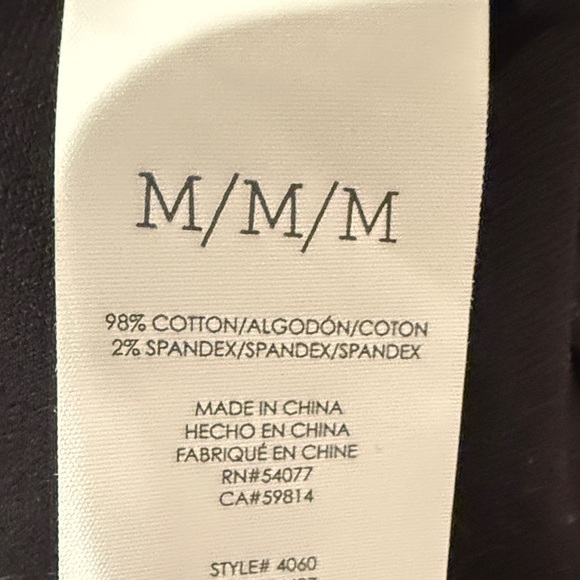 M/M/M
98% COTTON/ALGODÓN/COTON
2% SPANDEX/SPANDEX/SPANDEX
MADE IN CHINA
HECHO EN CHINA
FABRIQUÉ EN CHINE
RN#54077
CA#59814
STYLE# 4060